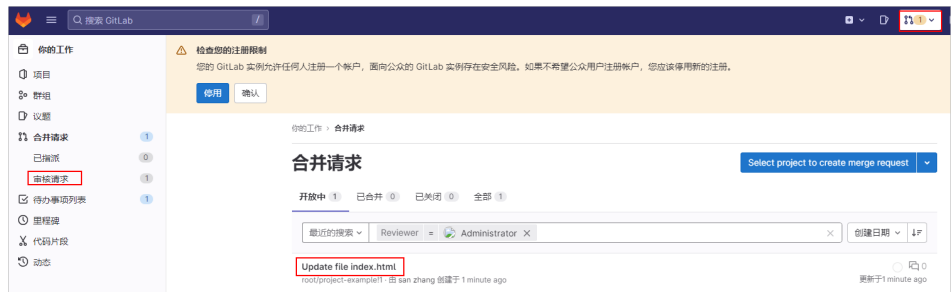 搜索 GitLab
/
1
你的工作
项目
群组
议题
合并请求 1
已指派 0
审核请求 1
待办事项列表 1
里程碑
代码片段
动态
检查您的注册限制
您的 GitLab 实例允许任何人注册一个帐户，面向公众的 GitLab 实例存在安全风险。如果不希望公众用户注册帐户，您应该停用新的注册。
停用 确认
你的工作 › 合并请求
合并请求
Select project to create merge request
开放中 1 已合并 0 已关闭 0 全部 1
最近的搜索 Reviewer = Administrator
创建日期
Update file index.html
0
root/project-example!1 · 由 san zhang 创建于 1 minute ago
更新于1 minute ago